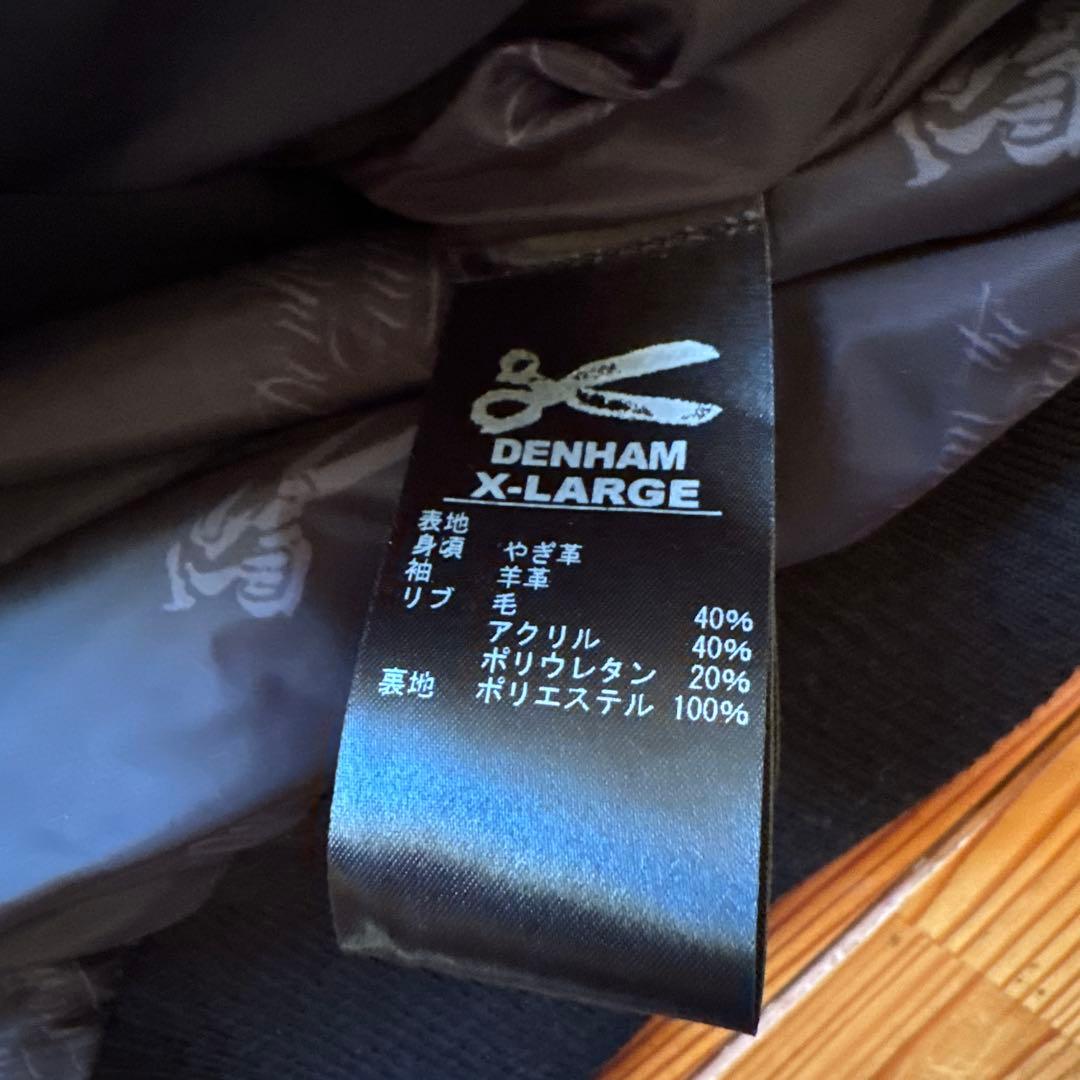 DENHAM
X-LARGE
表地
身頃 やぎ革
袖 羊革
リブ 毛 40%
アクリル 40%
ポリウレタン 20%
裏地 ポリエステル 100%